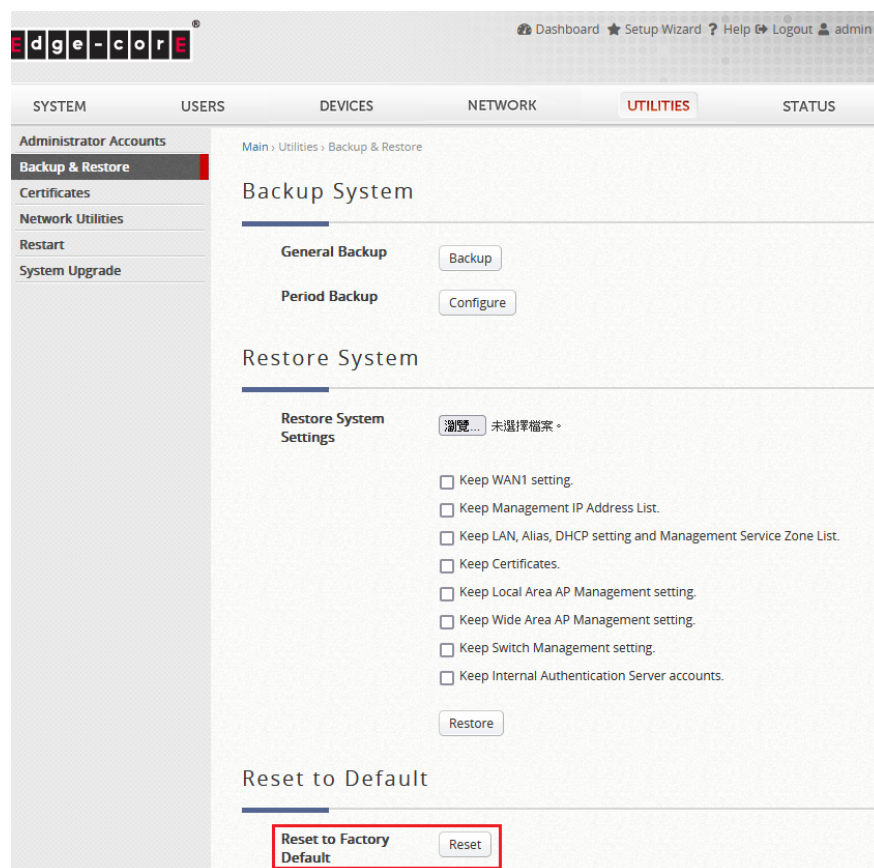 Edge-corE®
Dashboard Setup Wizard ? Help Logout admin
SYSTEM USERS DEVICES NETWORK UTILITIES STATUS
Administrator Accounts
Backup & Restore
Certificates
Network Utilities
Restart
System Upgrade
Main › Utilities › Backup & Restore
Backup System
General Backup Backup
Period Backup Configure
Restore System
Restore System
Settings
瀏覽... 未選擇檔案。
Keep WAN1 setting.
Keep Management IP Address List.
Keep LAN, Alias, DHCP setting and Management Service Zone List.
Keep Certificates.
Keep Local Area AP Management setting.
Keep Wide Area AP Management setting.
Keep Switch Management setting.
Keep Internal Authentication Server accounts.
Restore
Reset to Default
Reset to Factory
Default
Reset